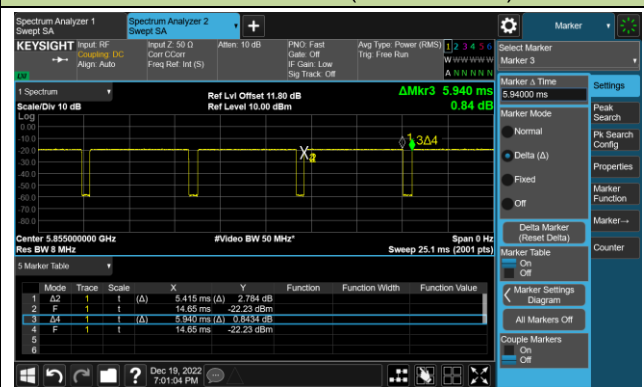 Spectrum Analyzer 1
Swept SA
Spectrum Analyzer 2
Swept SA
Marker
KEYSIGHT
Input: RF
Coupling: DC
Align: Auto
Input Z: 50 Ω
Corr CCorr
Freq Ref: Int (S)
Atten: 10 dB
PNO: Fast
Gate: Off
IF Gain: Low
Sig Track: Off
Avg Type: Power (RMS)
Trig: Free Run
1 2 3 4 5 6
W W W W W W
A N N N N N
Select Marker
Marker 3
1 Spectrum
Scale/Div 10 dB
Ref Lvl Offset 11.80 dB
Ref Level 10.00 dBm
ΔMkr3 5.940 ms
0.84 dB
Log
0.00
-10.0
-20.0
-30.0
-40.0
-50.0
-60.0
-70.0
-80.0
3Δ4
Center 5.855000000 GHz
Res BW 8 MHz
#Video BW 50 MHz*
Span 0 Hz
Sweep 25.1 ms (2001 pts)
5 Marker Table
Mode Trace Scale X Y Function Function Width Function Value
1 Δ2 1 t (Δ) 5.415 ms (Δ) 2.784 dB
2 F 1 t 14.65 ms -22.23 dBm
3 Δ4 1 t (Δ) 5.940 ms (Δ) 0.8434 dB
4 F 1 t 14.65 ms -22.23 dBm
5
6
Marker Δ Time
5.94000 ms
Marker Mode
Normal
Delta (Δ)
Fixed
Off
Delta Marker
(Reset Delta)
Marker Table
On
Off
Marker Settings
Diagram
All Markers Off
Couple Markers
On
Off
Settings
Peak
Search
Pk Search
Config
Properties
Marker
Function
Marker→
Counter
Dec 19, 2022
7:01:04 PM